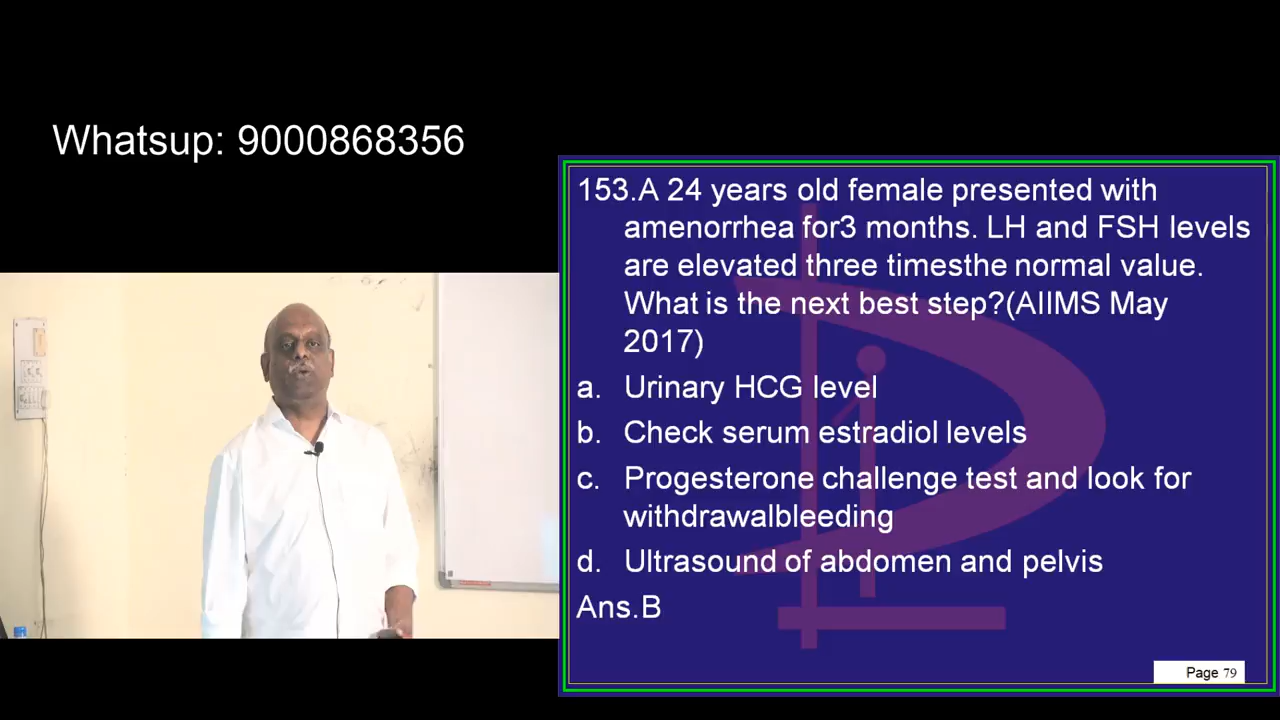 Whatsup: 9000868356
153.A 24 years old female presented with
amenorrhea for3 months. LH and FSH levels
are elevated three timesthe normal value.
What is the next best step?(AIIMS May
2017)
a. Urinary HCG level
b. Check serum estradiol levels
c. Progesterone challenge test and look for
withdrawalbleeding
d. Ultrasound of abdomen and pelvis
Ans.B
Page 79